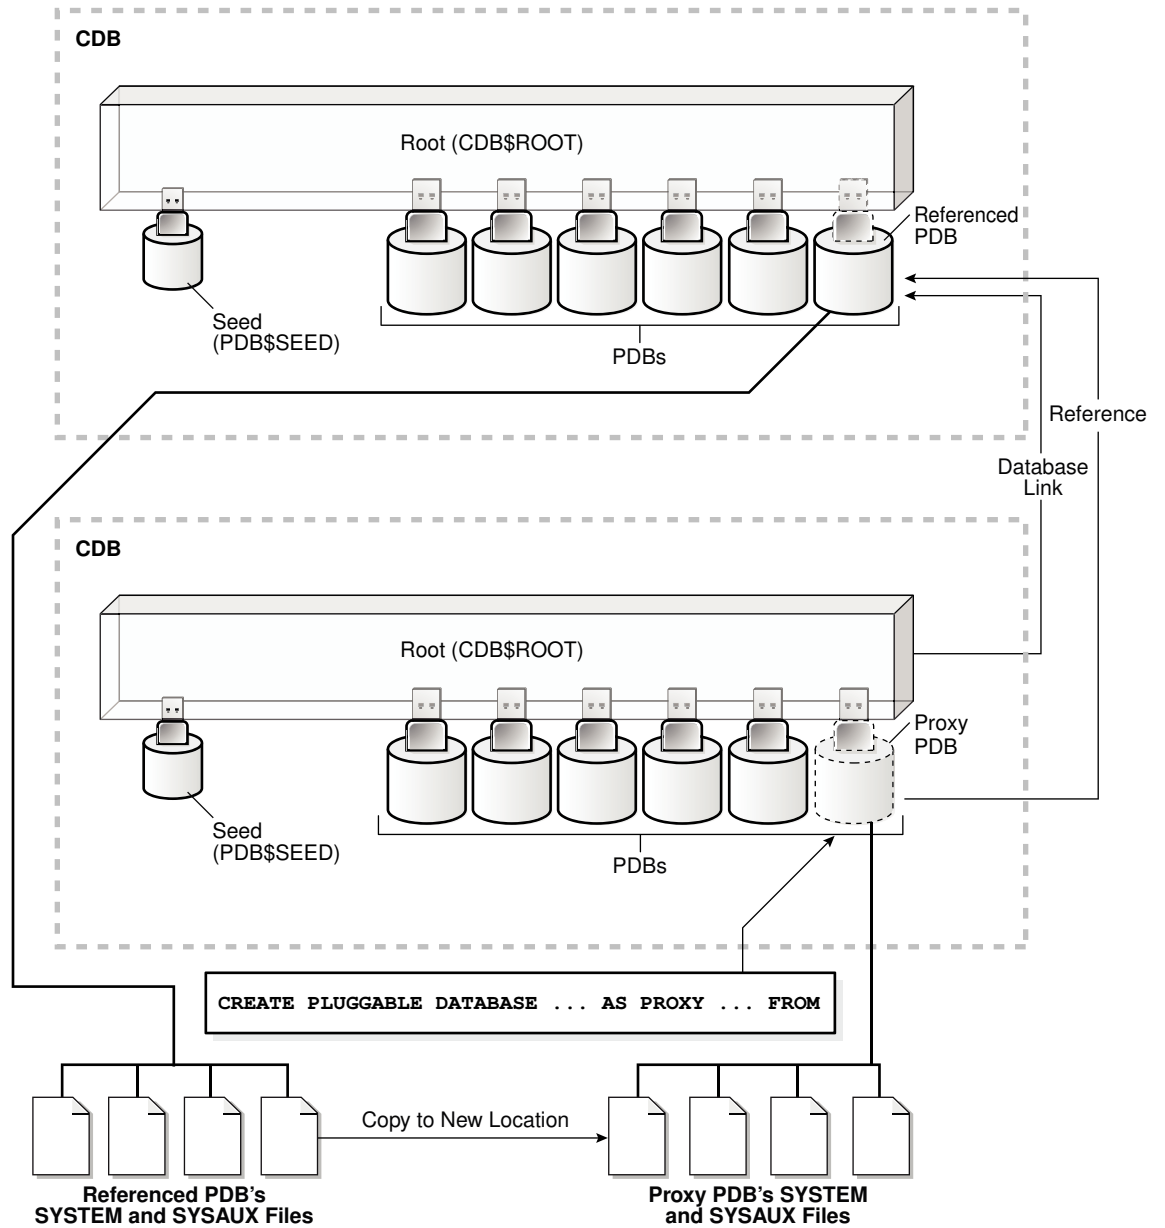 CDB
Root (CDB$ROOT)
Referenced
PDB
Seed
(PDB$SEED)
PDBs
Reference
Database
Link
CDB
Root (CDB$ROOT)
Proxy
PDB
Seed
(PDB$SEED)
PDBs
CREATE PLUGGABLE DATABASE ... AS PROXY ... FROM
Copy to New Location
Referenced PDB's
SYSTEM and SYSAUX Files
Proxy PDB's SYSTEM
and SYSAUX Files